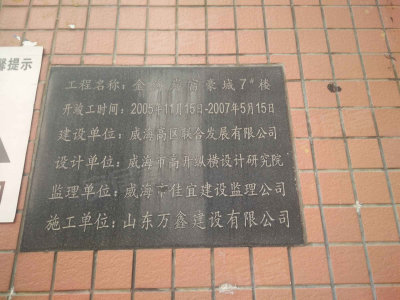 骤提示
工程名称：金 豪城7#楼
开竣工时间：2005年11月15日-2007年5月15日
建设单位：威海高区联合发展有限公司
设计单位：威海市南开纵横设计研究院
监理单位：威海市佳宜建设监理公司
施工单位：山东万鑫建设有限公司